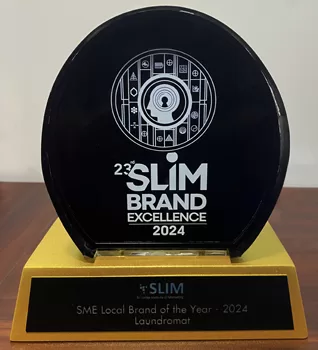 23rd
SLIM
BRAND
EXCELLENCE
2024
SLIM
SME Local Brand of the Year - 2024
Laundromat